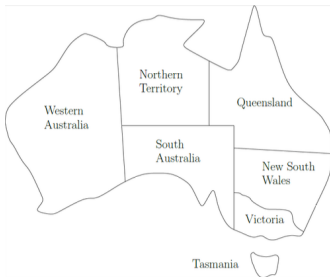 Northern
Territory
Western
Australia
Queensland
South
Australia
New South
Wales
Victoria
Tasmania